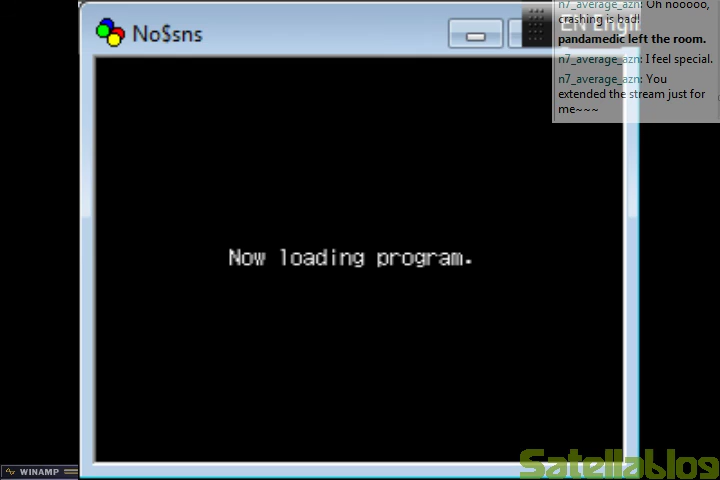 No$sns
n7_average_azn: Oh nooooo,
crashing is bad!
pandamedic left the room.
n7_average_azn: I feel special.
n7_average_azn: You
extended the stream just for
me~~~
Now loading program.
WINAMP
Satellablog